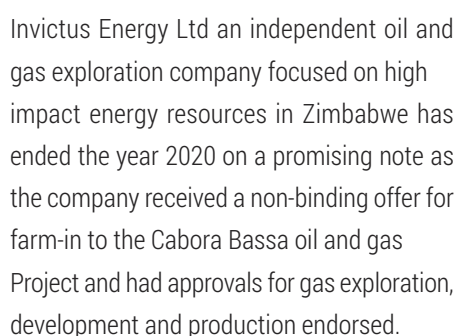 Invictus Energy Ltd an independent oil and
gas exploration company focused on high
impact energy resources in Zimbabwe has
ended the year 2020 on a promising note as
the company received a non-binding offer for
farm-in to the Cabora Bassa oil and gas
Project and had approvals for gas exploration,
development and production endorsed.